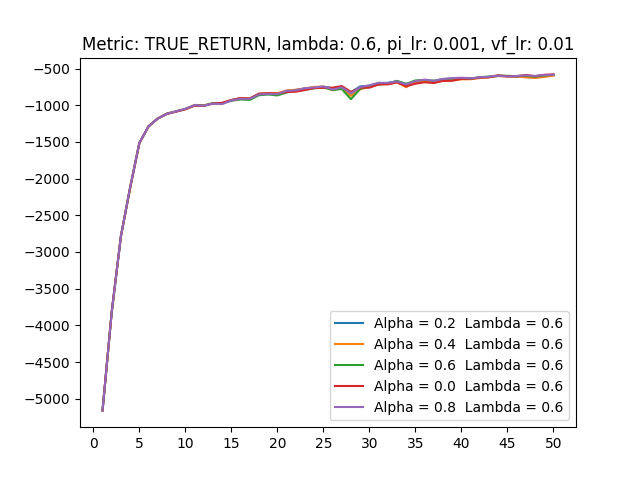 Metric: TRUE_RETURN, lambda: 0.6, pi_lr: 0.001, vf_lr: 0.01
−500
−1000
−1500
−2000
−2500
−3000
−3500
−4000
−4500
−5000
Alpha = 0.2 Lambda = 0.6
Alpha = 0.4 Lambda = 0.6
Alpha = 0.6 Lambda = 0.6
Alpha = 0.0 Lambda = 0.6
Alpha = 0.8 Lambda = 0.6
0 5 10 15 20 25 30 35 40 45 50